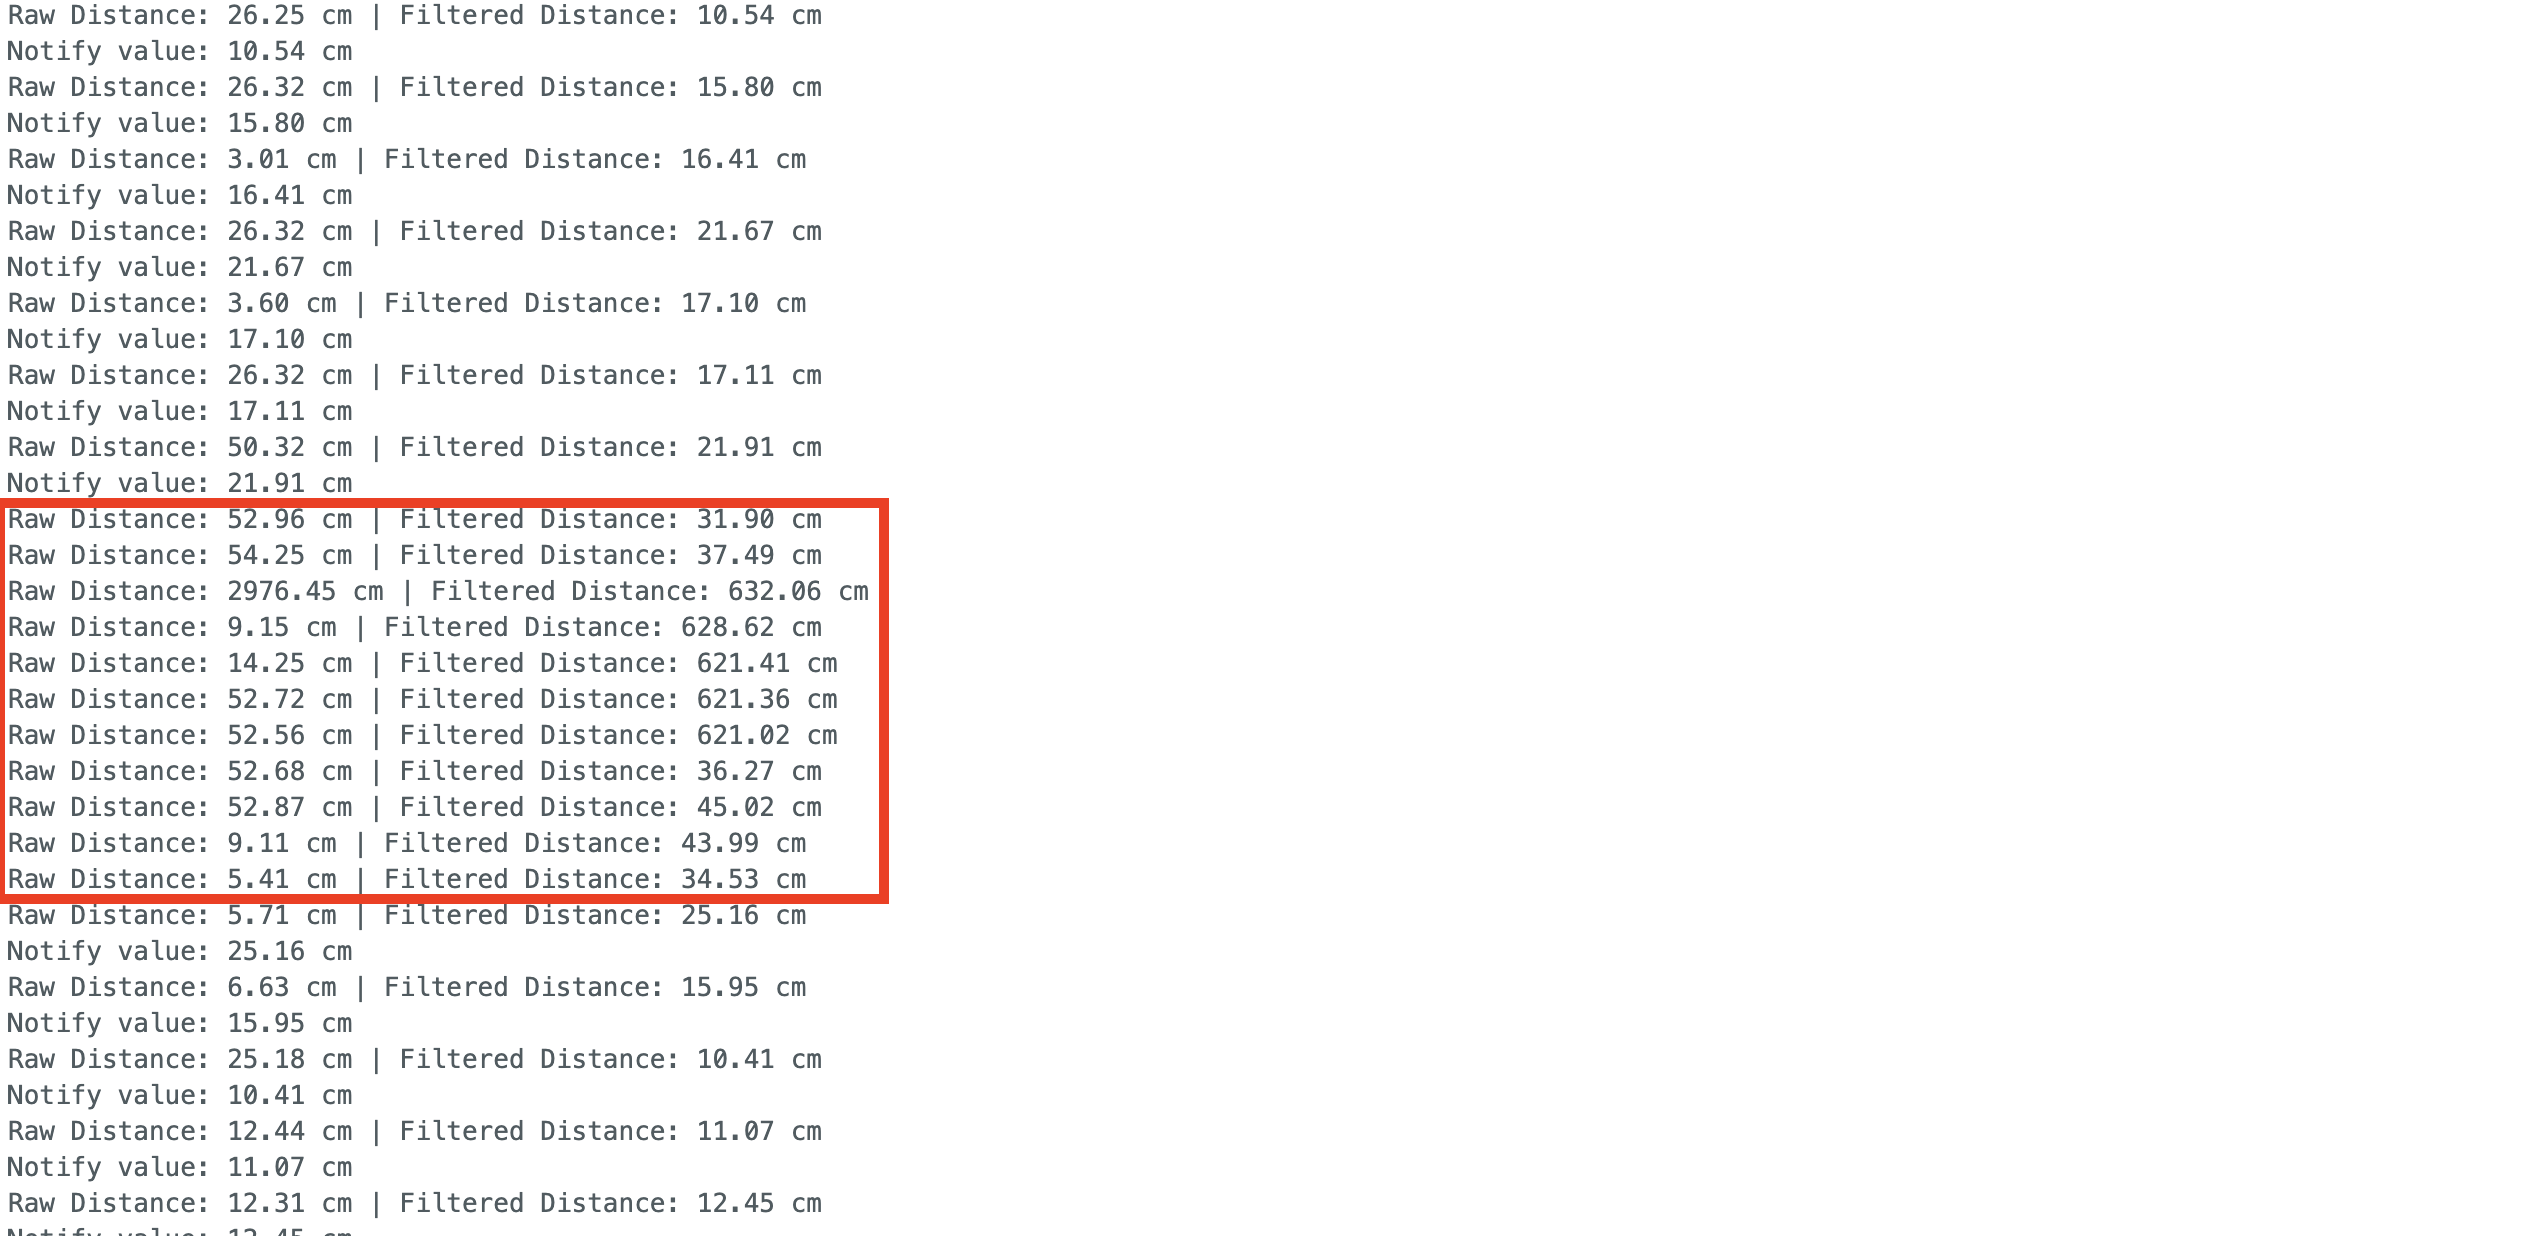 Raw Distance: 26.25 cm | Filtered Distance: 10.54 cm
Notify value: 10.54 cm
Raw Distance: 26.32 cm | Filtered Distance: 15.80 cm
Notify value: 15.80 cm
Raw Distance: 3.01 cm | Filtered Distance: 16.41 cm
Notify value: 16.41 cm
Raw Distance: 26.32 cm | Filtered Distance: 21.67 cm
Notify value: 21.67 cm
Raw Distance: 3.60 cm | Filtered Distance: 17.10 cm
Notify value: 17.10 cm
Raw Distance: 26.32 cm | Filtered Distance: 17.11 cm
Notify value: 17.11 cm
Raw Distance: 50.32 cm | Filtered Distance: 21.91 cm
Notify value: 21.91 cm
Raw Distance: 52.96 cm | Filtered Distance: 31.90 cm
Raw Distance: 54.25 cm | Filtered Distance: 37.49 cm
Raw Distance: 2976.45 cm | Filtered Distance: 632.06 cm
Raw Distance: 9.15 cm | Filtered Distance: 628.62 cm
Raw Distance: 14.25 cm | Filtered Distance: 621.41 cm
Raw Distance: 52.72 cm | Filtered Distance: 621.36 cm
Raw Distance: 52.56 cm | Filtered Distance: 621.02 cm
Raw Distance: 52.68 cm | Filtered Distance: 36.27 cm
Raw Distance: 52.87 cm | Filtered Distance: 45.02 cm
Raw Distance: 9.11 cm | Filtered Distance: 43.99 cm
Raw Distance: 5.41 cm | Filtered Distance: 34.53 cm
Raw Distance: 5.71 cm | Filtered Distance: 25.16 cm
Notify value: 25.16 cm
Raw Distance: 6.63 cm | Filtered Distance: 15.95 cm
Notify value: 15.95 cm
Raw Distance: 25.18 cm | Filtered Distance: 10.41 cm
Notify value: 10.41 cm
Raw Distance: 12.44 cm | Filtered Distance: 11.07 cm
Notify value: 11.07 cm
Raw Distance: 12.31 cm | Filtered Distance: 12.45 cm
Notify value: 12.45 cm